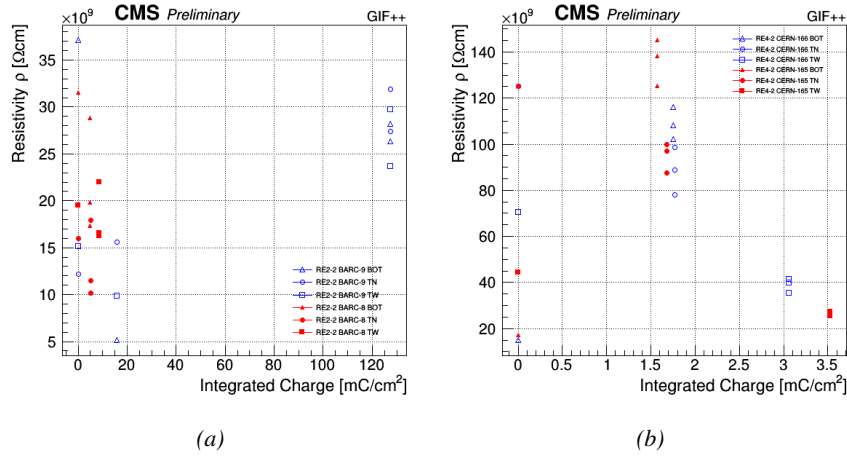 ×10⁹ CMS Preliminary GIF++
Resistivity ρ [Ωcm]
35
30
25
20
15
10
5
RE2-2 BARC-9 BOT
RE2-2 BARC-9 TN
RE2-2 BARC-9 TW
RE2-2 BARC-8 BOT
RE2-2 BARC-8 TN
RE2-2 BARC-8 TW
0 20 40 60 80 100 120
Integrated Charge [mC/cm²]
(a)
×10⁹ CMS Preliminary GIF++
Resistivity ρ [Ωcm]
RE4-2 CERN-166 BOT
RE4-2 CERN-166 TN
RE4-2 CERN-166 TW
RE4-2 CERN-165 BOT
RE4-2 CERN-165 TN
RE4-2 CERN-165 TW
140
120
100
80
60
40
20
0 0.5 1 1.5 2 2.5 3 3.5
Integrated Charge [mC/cm²]
(b)